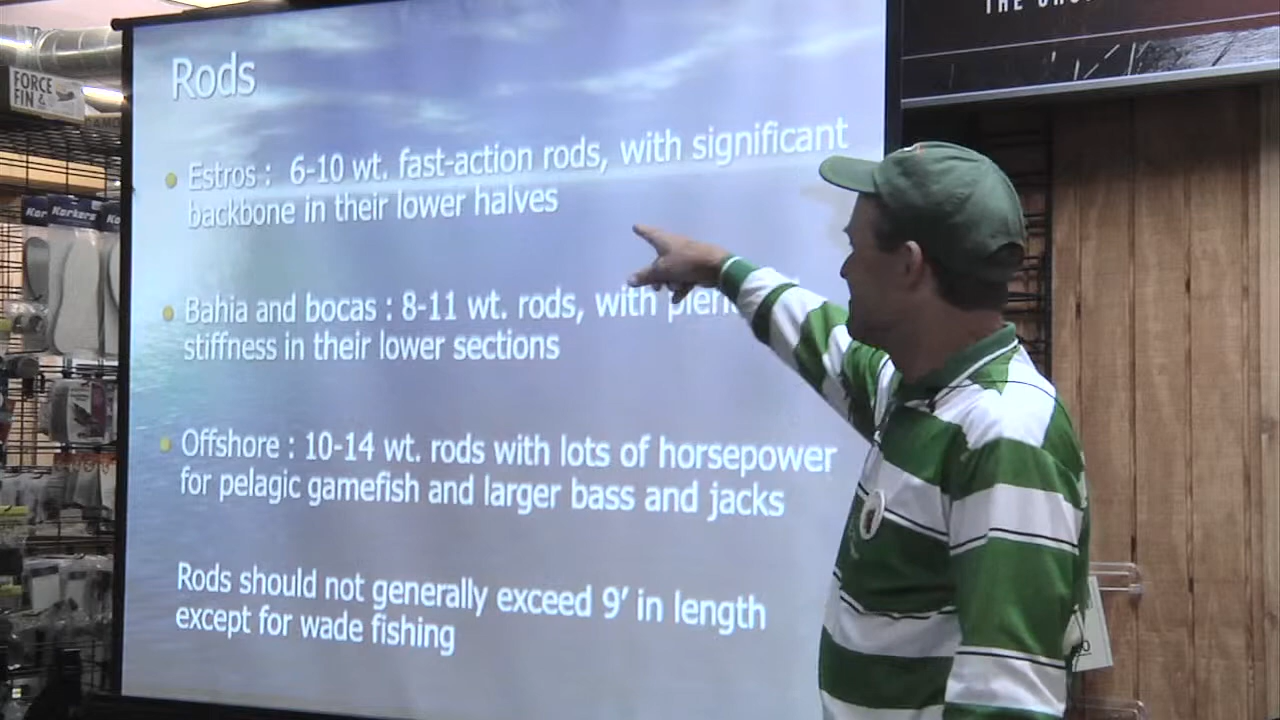 THE
FORCE
FIN &
Korkers
Rods
Estros : 6-10 wt. fast-action rods, with significant
backbone in their lower halves
Bahia and bocas : 8-11 wt. rods, with
stiffness in their lower sections
Offshore : 10-14 wt. rods with lots of horsepower
for pelagic gamefish and larger bass and jacks
Rods should not generally exceed 9' in length
except for wade fishing